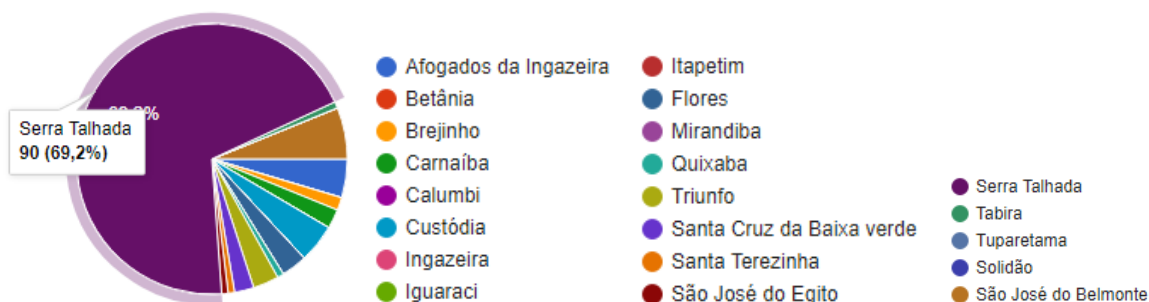 Serra Talhada
90 (69,2%)
Afogados da Ingazeira
Betânia
Brejinho
Carnaíba
Calumbi
Custódia
Ingazeira
Iguaraci
Itapetim
Flores
Mirandiba
Quixaba
Triunfo
Santa Cruz da Baixa verde
Santa Terezinha
São José do Egito
Serra Talhada
Tabira
Tuparetama
Solidão
São José do Belmonte